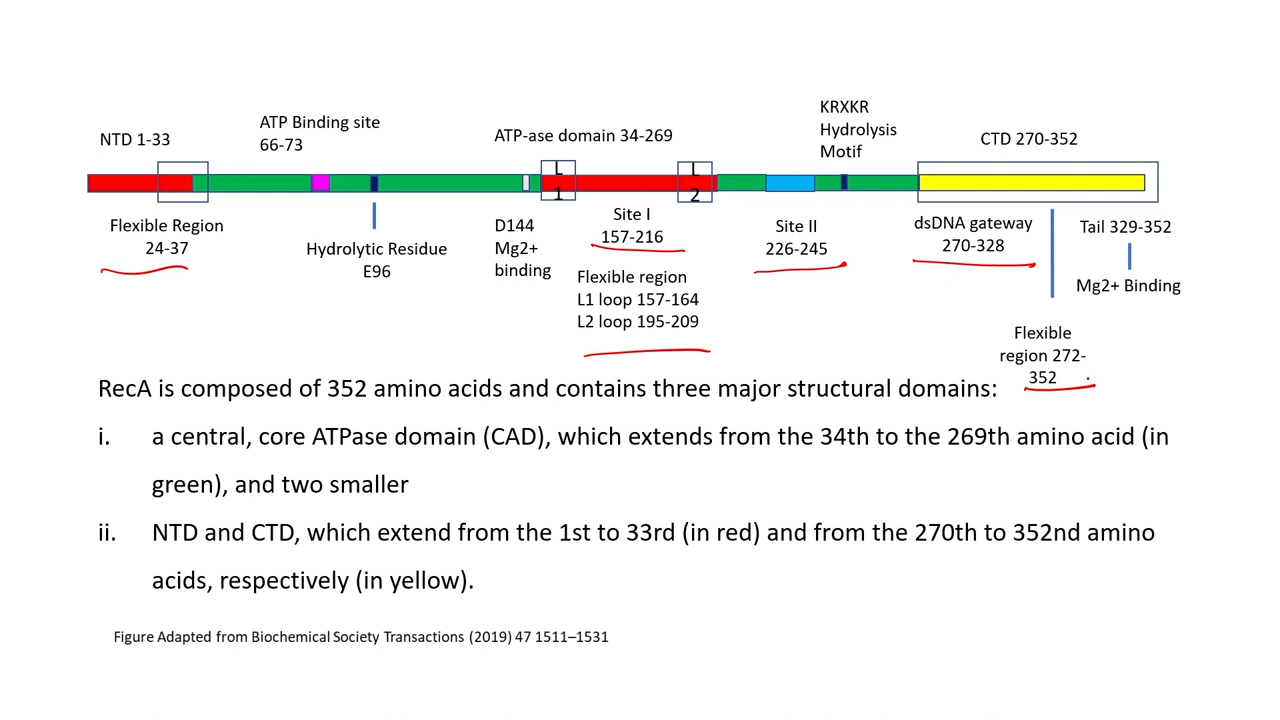 KRXKR
Hydrolysis
Motif
ATP Binding site
66-73
NTD 1-33
ATP-ase domain 34-269
CTD 270-352
L
1
L
2
Flexible Region
24-37
Hydrolytic Residue
E96
D144
Mg2+
binding
Site I
157-216
Flexible region
L1 loop 157-164
L2 loop 195-209
Site II
226-245
dsDNA gateway
270-328
Tail 329-352
Mg2+ Binding
Flexible
region 272-
352
RecA is composed of 352 amino acids and contains three major structural domains:
i. a central, core ATPase domain (CAD), which extends from the 34th to the 269th amino acid (in
green), and two smaller
ii. NTD and CTD, which extend from the 1st to 33rd (in red) and from the 270th to 352nd amino
acids, respectively (in yellow).
Figure Adapted from Biochemical Society Transactions (2019) 47 1511–1531